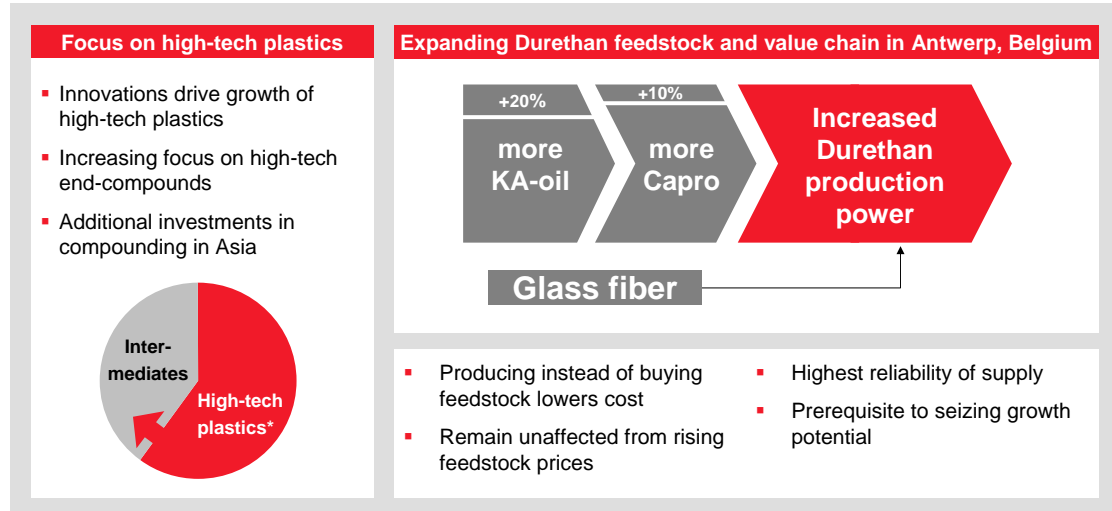 Focus on high-tech plastics
▪ Innovations drive growth of
high-tech plastics
▪ Increasing focus on high-tech
end-compounds
▪ Additional investments in
compounding in Asia
Inter-
mediates
High-tech
plastics*
Expanding Durethan feedstock and value chain in Antwerp, Belgium
+20%
more
KA-oil
+10%
more
Capro
Increased
Durethan
production
power
Glass fiber
▪ Producing instead of buying
feedstock lowers cost
▪ Remain unaffected from rising
feedstock prices
▪ Highest reliability of supply
▪ Prerequisite to seizing growth
potential